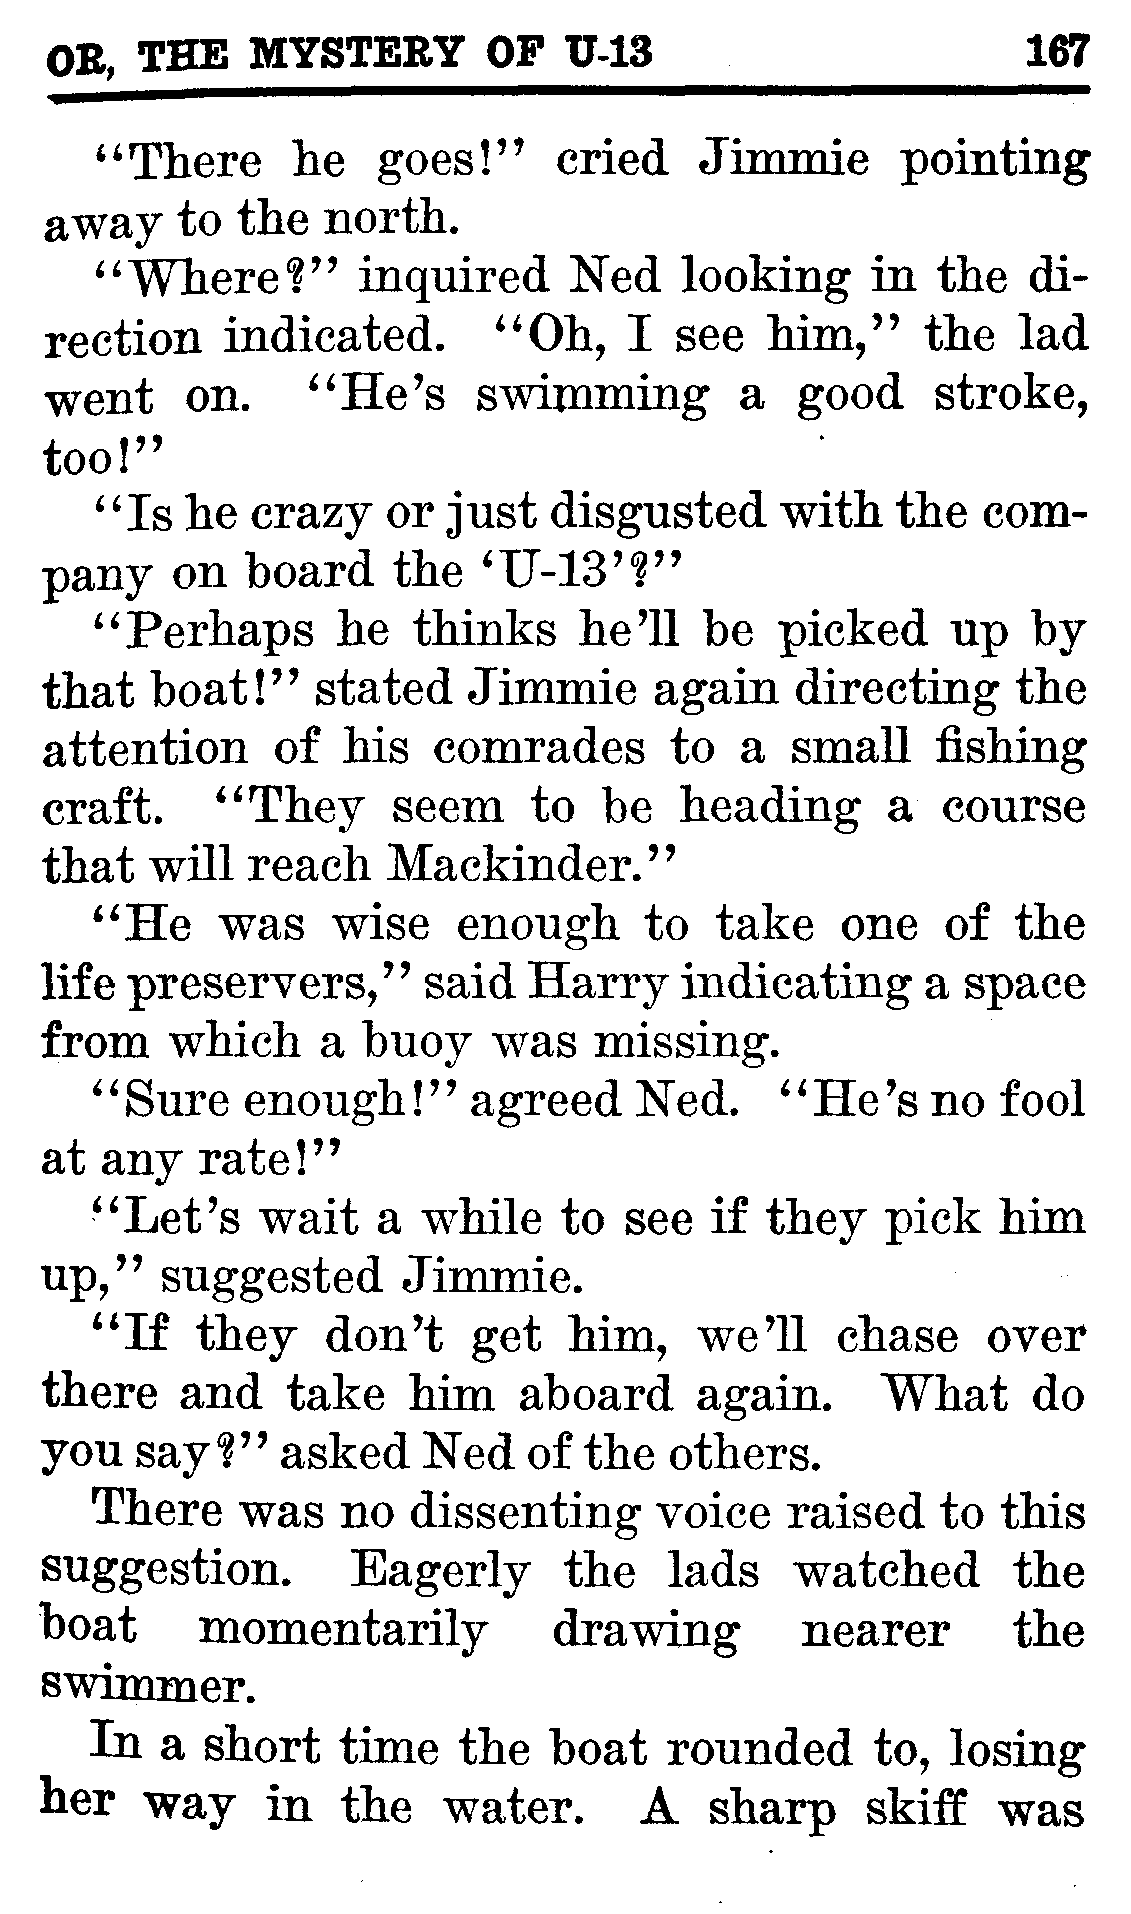 OR, THE MYSTERY OF U-13 167
“There he goes!” cried Jimmie pointing
away to the north.
“Where?” inquired Ned looking in the di-
rection indicated. “Oh, I see him,” the lad
went on. “He’s swimming a good stroke,
too!”
“Is he crazy or just disgusted with the com-
pany on board the ‘U-13’?”
“Perhaps he thinks he’ll be picked up by
that boat!” stated Jimmie again directing the
attention of his comrades to a small fishing
craft. “They seem to be heading a course
that will reach Mackinder.”
“He was wise enough to take one of the
life preservers,” said Harry indicating a space
from which a buoy was missing.
“Sure enough!” agreed Ned. “He’s no fool
at any rate!”
“Let’s wait a while to see if they pick him
up,” suggested Jimmie.
“If they don’t get him, we’ll chase over
there and take him aboard again. What do
you say?” asked Ned of the others.
There was no dissenting voice raised to this
suggestion. Eagerly the lads watched the
boat momentarily drawing nearer the
swimmer.
In a short time the boat rounded to, losing
her way in the water. A sharp skiff was